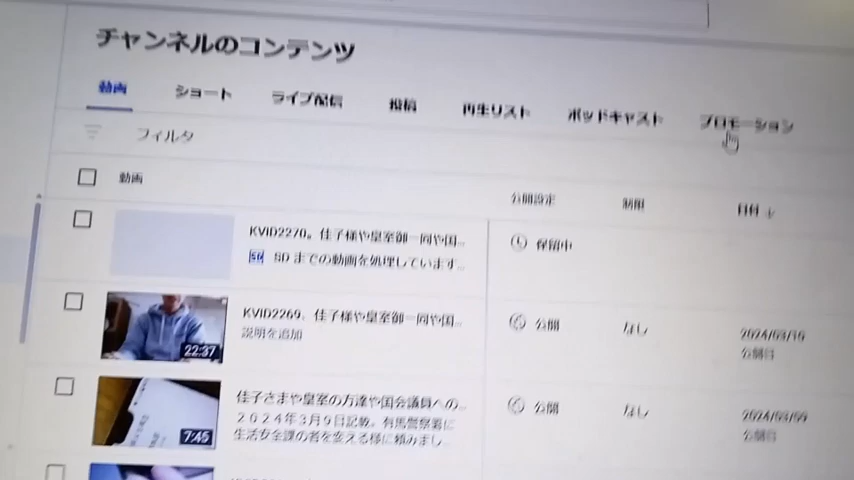 チャンネルのコンテンツ
動画 ショート ライブ配信 投稿 再生リスト ポッドキャスト プロモーション
フィルタ
動画 公開設定 制限 日付
KVID2270。佳子様や皇室御一同や国...
保留中
SD SD までの動画を処理しています...
KVID2269。佳子様や皇室御一同や国...
説明を追加
公開 なし 2024/03/10
公開日
22:37
佳子さまや皇室の方達や国会議員への...
2024年3月9日記載。有馬警察署に
生活安全課の者を変える様に頼みまし...
公開 なし 2024/03/09
公開日
7:45